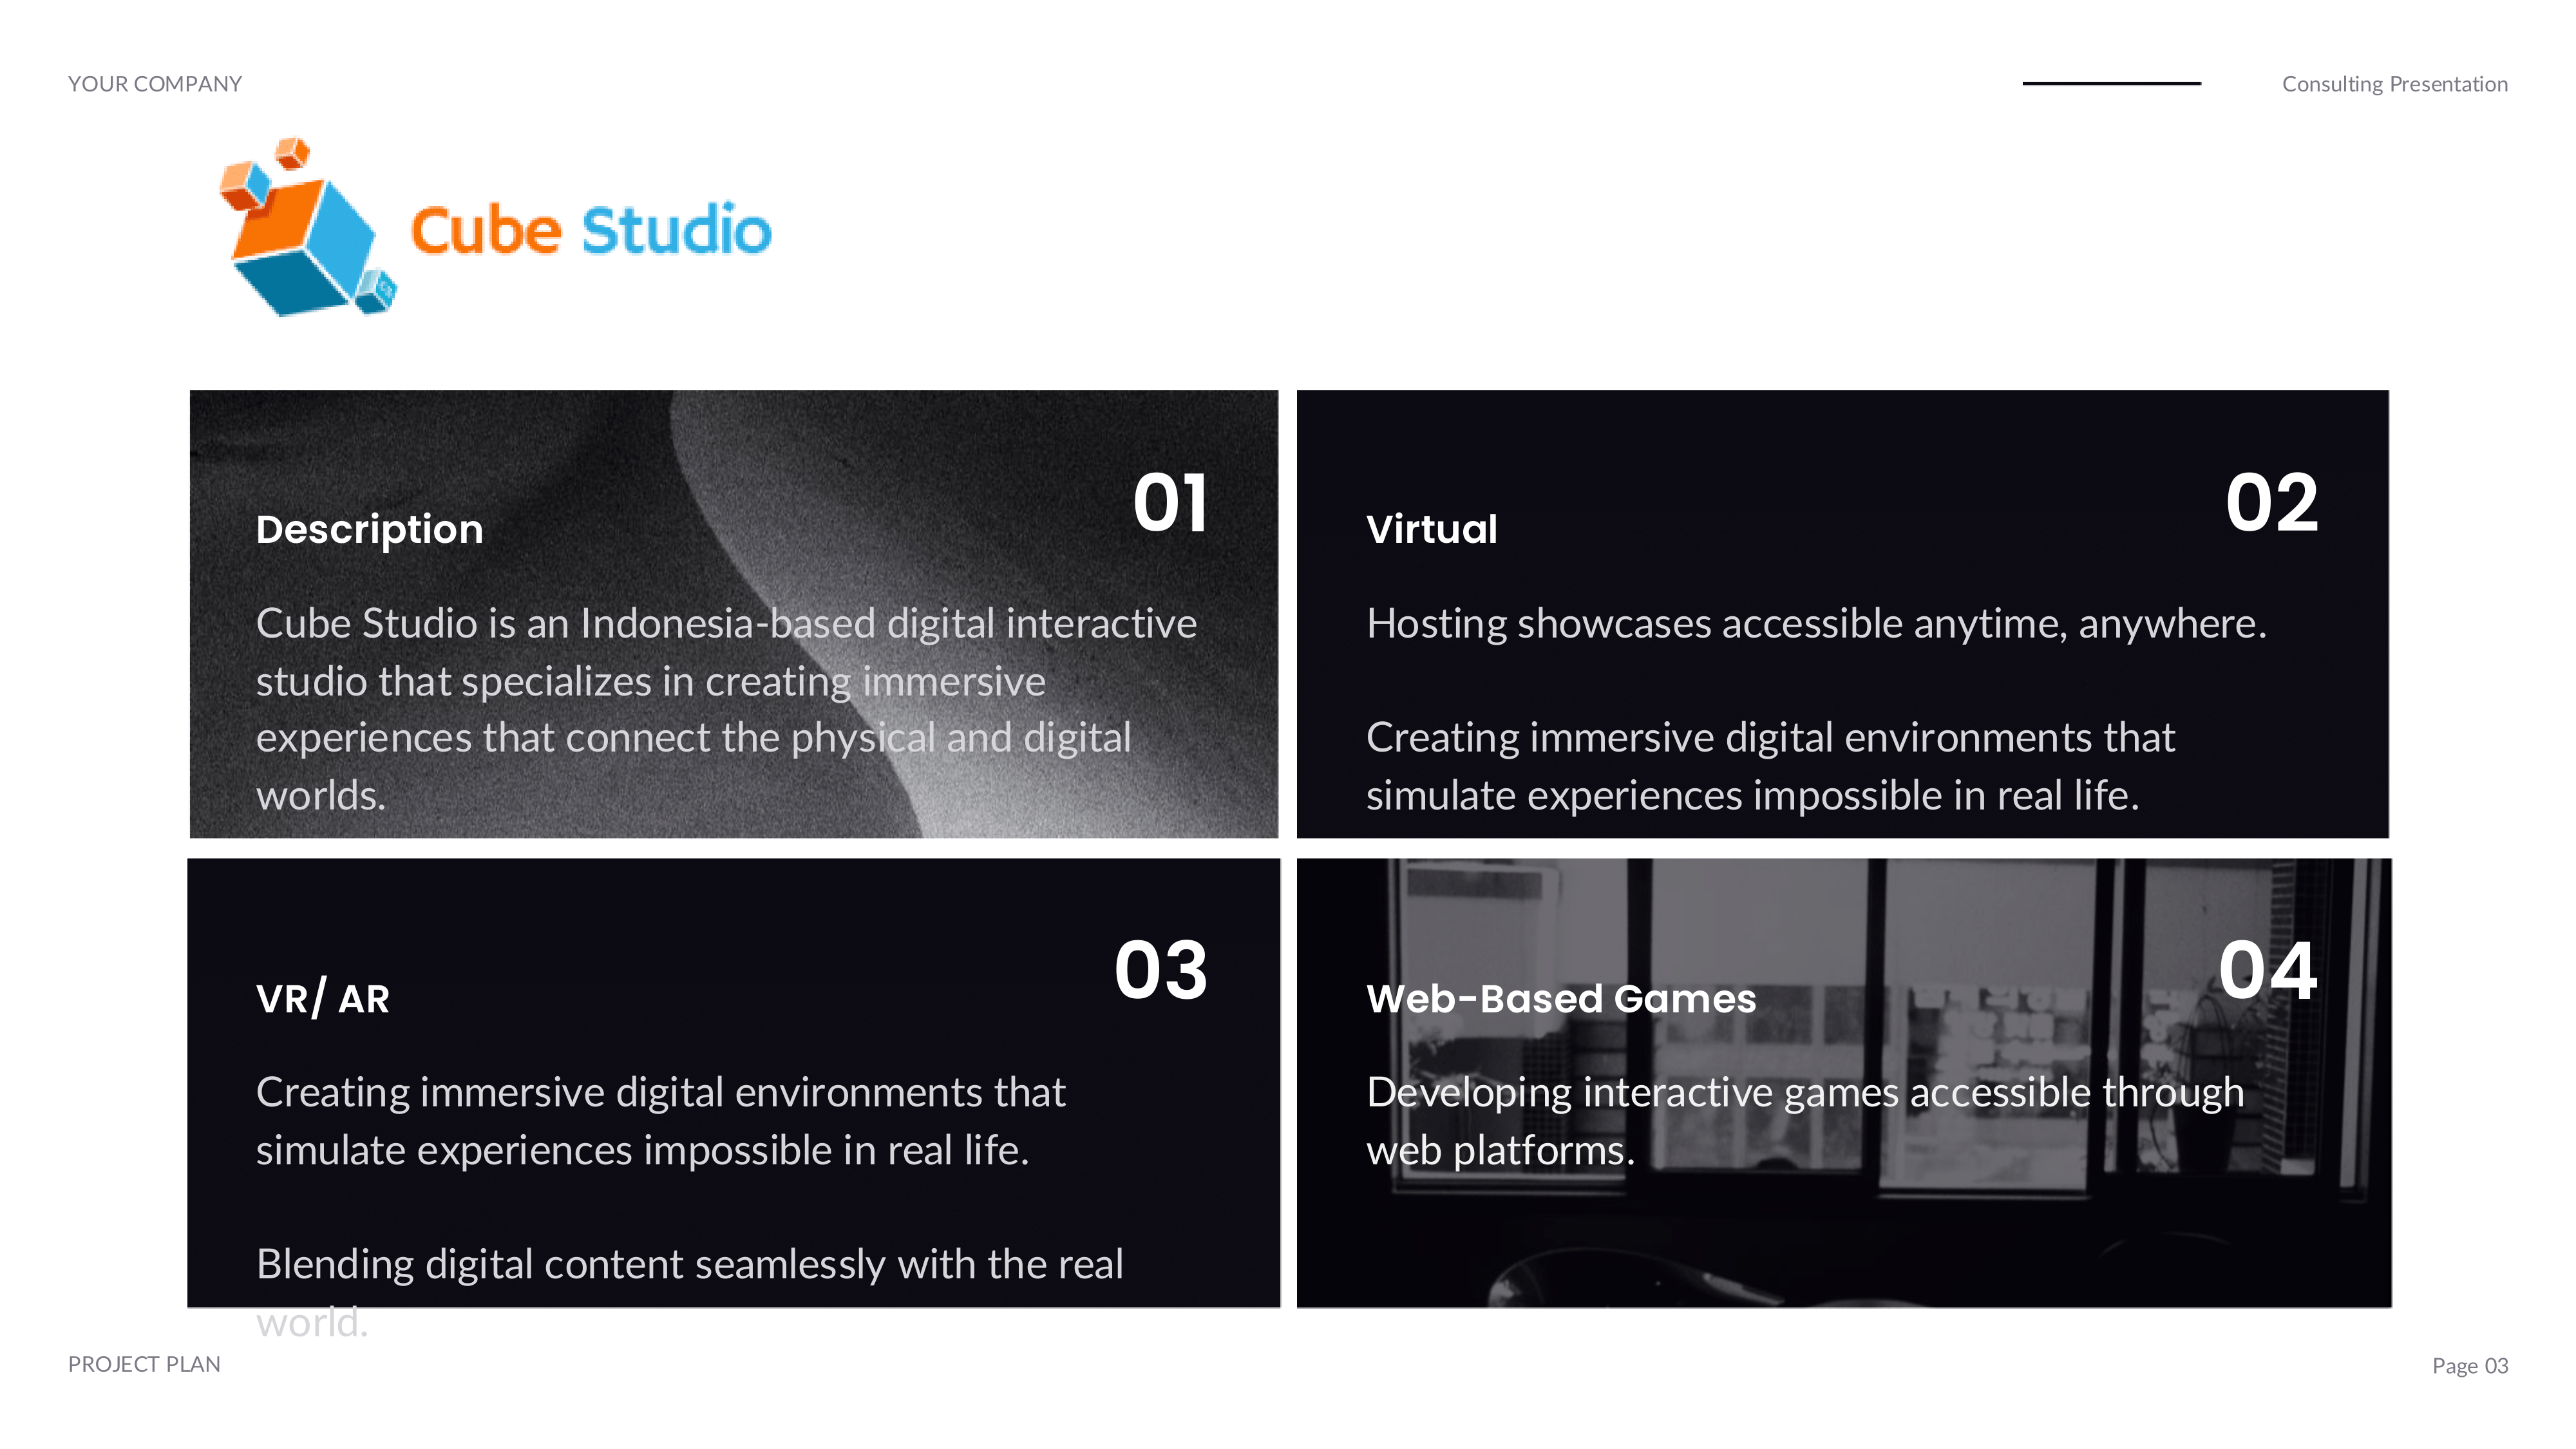 YOUR COMPANY
Consulting Presentation
Cube Studio
01
Description
Cube Studio is an Indonesia-based digital interactive
studio that specializes in creating immersive
experiences that connect the physical and digital
worlds.
02
Virtual
Hosting showcases accessible anytime, anywhere.
Creating immersive digital environments that
simulate experiences impossible in real life.
03
VR/ AR
Creating immersive digital environments that
simulate experiences impossible in real life.
Blending digital content seamlessly with the real
world.
04
Web-Based Games
Developing interactive games accessible through
web platforms.
PROJECT PLAN
Page 03